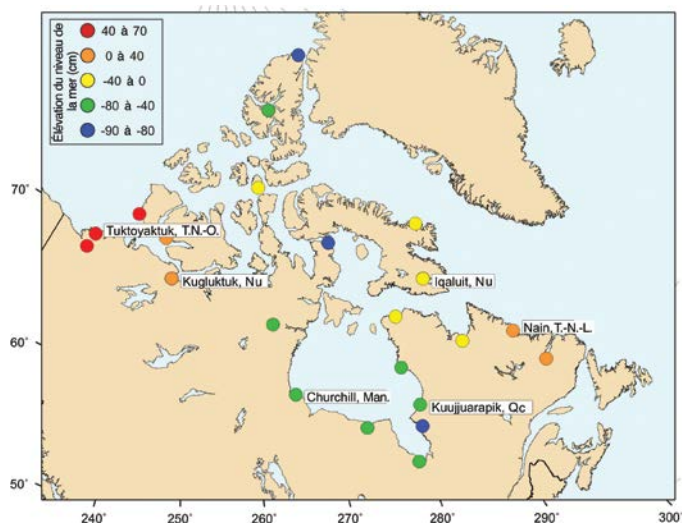 Élévation du niveau de
la mer (cm)
40 à 70
0 à 40
-40 à 0
-80 à -40
-90 à -80
70˚
Tuktoyaktuk, T.N.-O.
Kugluktuk, Nu
Iqaluit, Nu
60˚
Nain,T.-N.-L.
Churchill, Man.
Kuujjuarapik, Qc
50˚
240˚ 250˚ 260˚ 270˚ 280˚ 290˚ 300˚